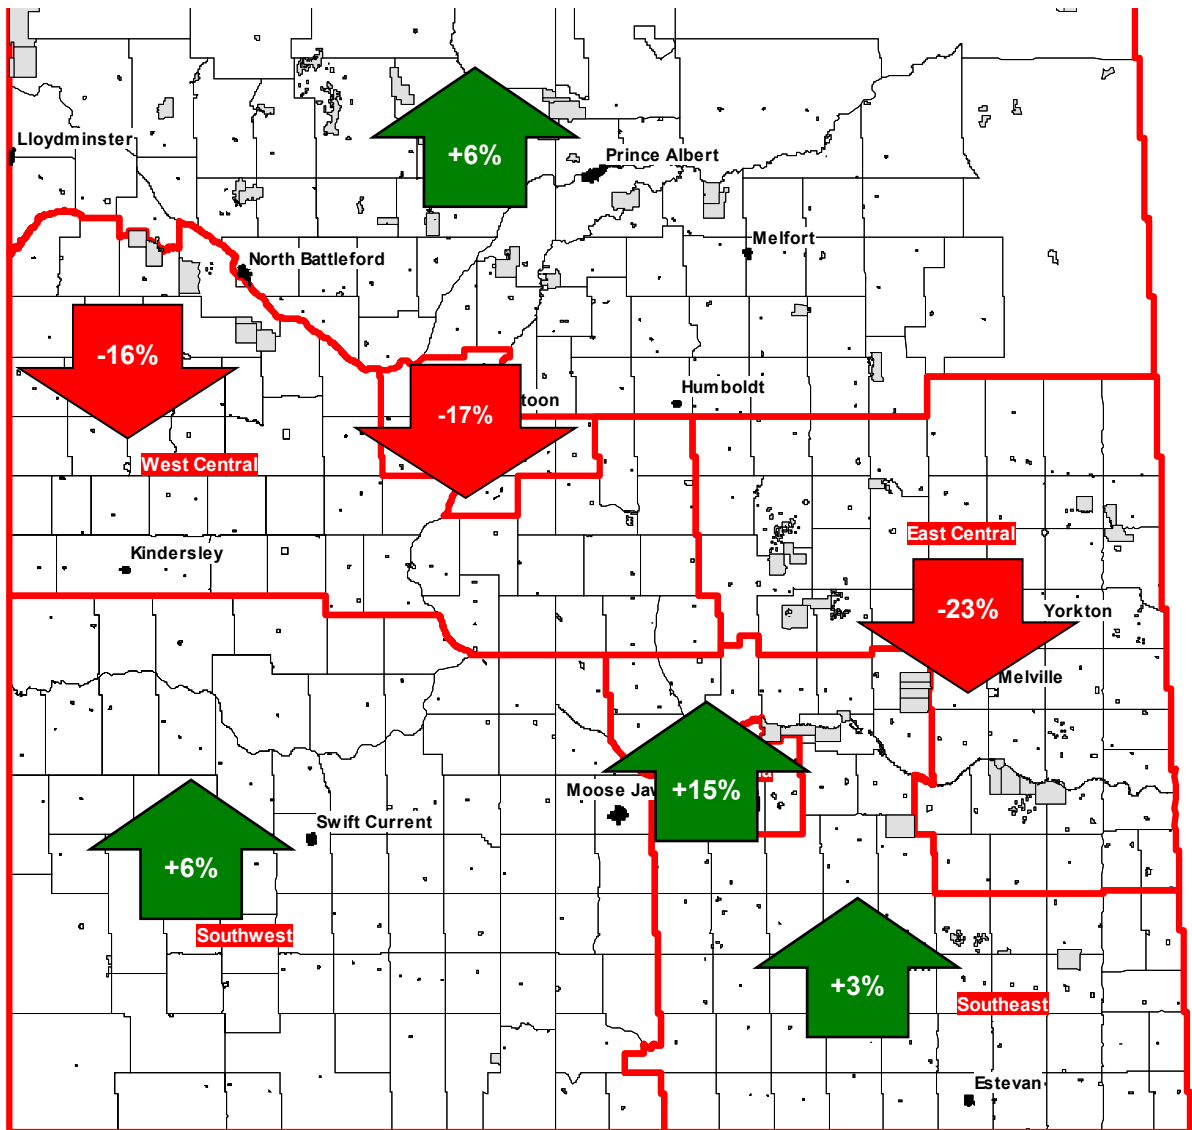 Lloydminster
+6%
Prince Albert
Melfort
North Battleford
-16%
Humboldt
toon
-17%
West Central
East Central
Kindersley
-23%
Yorkton
Melville
Moose Jaw
+15%
Swift Current
+6%
Southwest
+3%
Southeast
Estevan